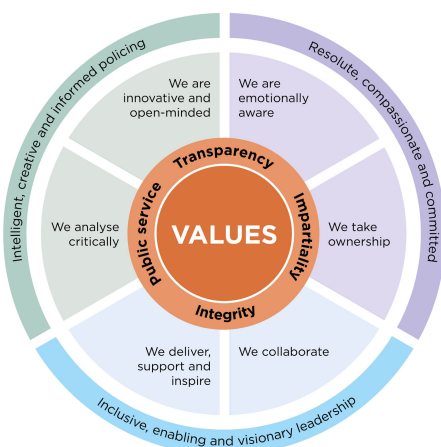 Intelligent, creative and informed policing
Resolute, compassionate and committed
Inclusive, enabling and visionary leadership
We are
innovative and
open-minded
We are
emotionally
aware
We analyse
critically
We take
ownership
We deliver,
support and
inspire
We collaborate
Transparency
Impartiality
Integrity
Public service
VALUES